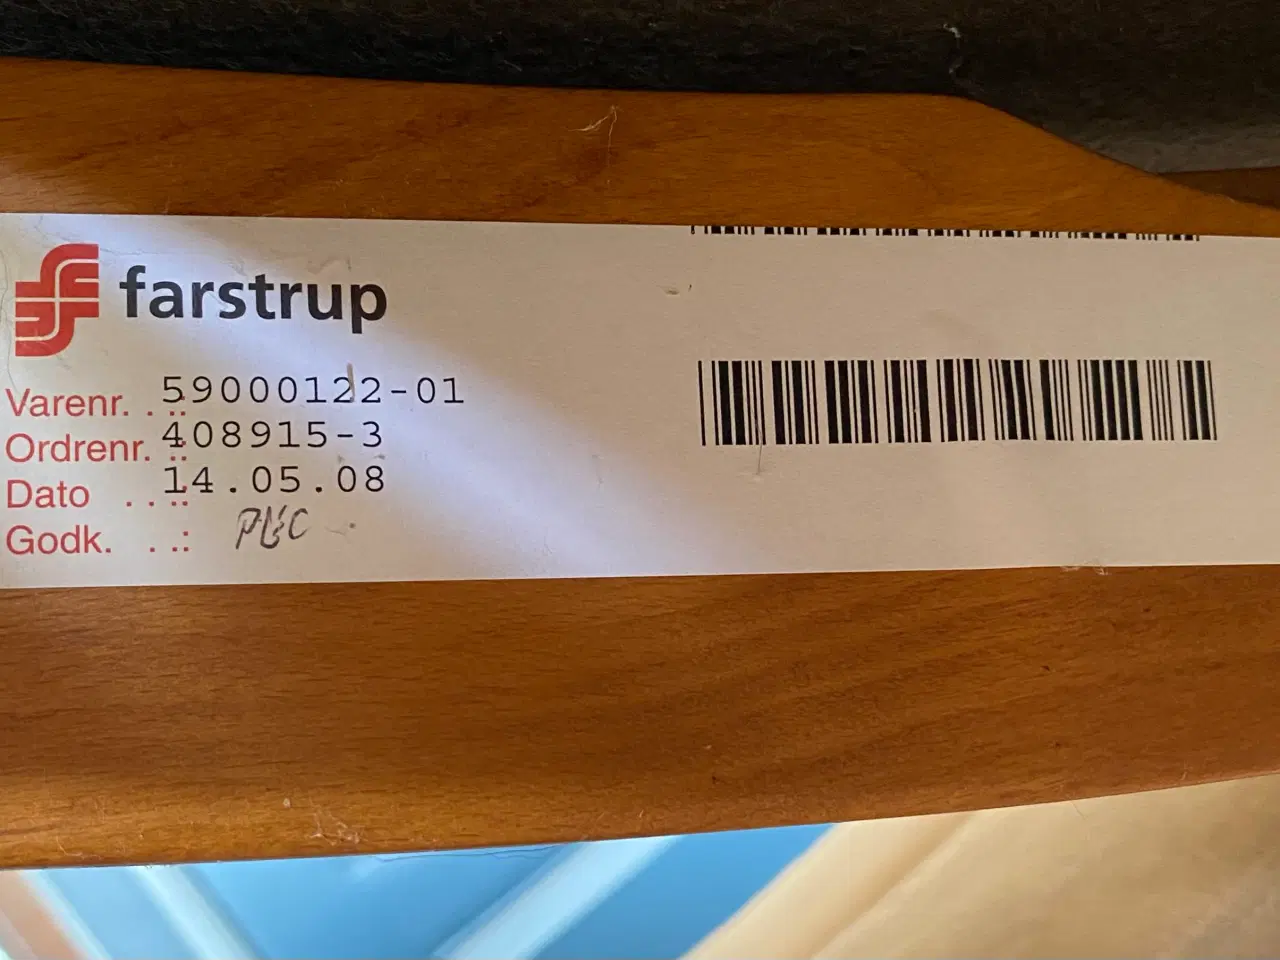 farstrup
Varenr. . .: 59000122-01
Ordrenr. .: 408915-3
Dato . . .: 14.05.08
Godk. . .: